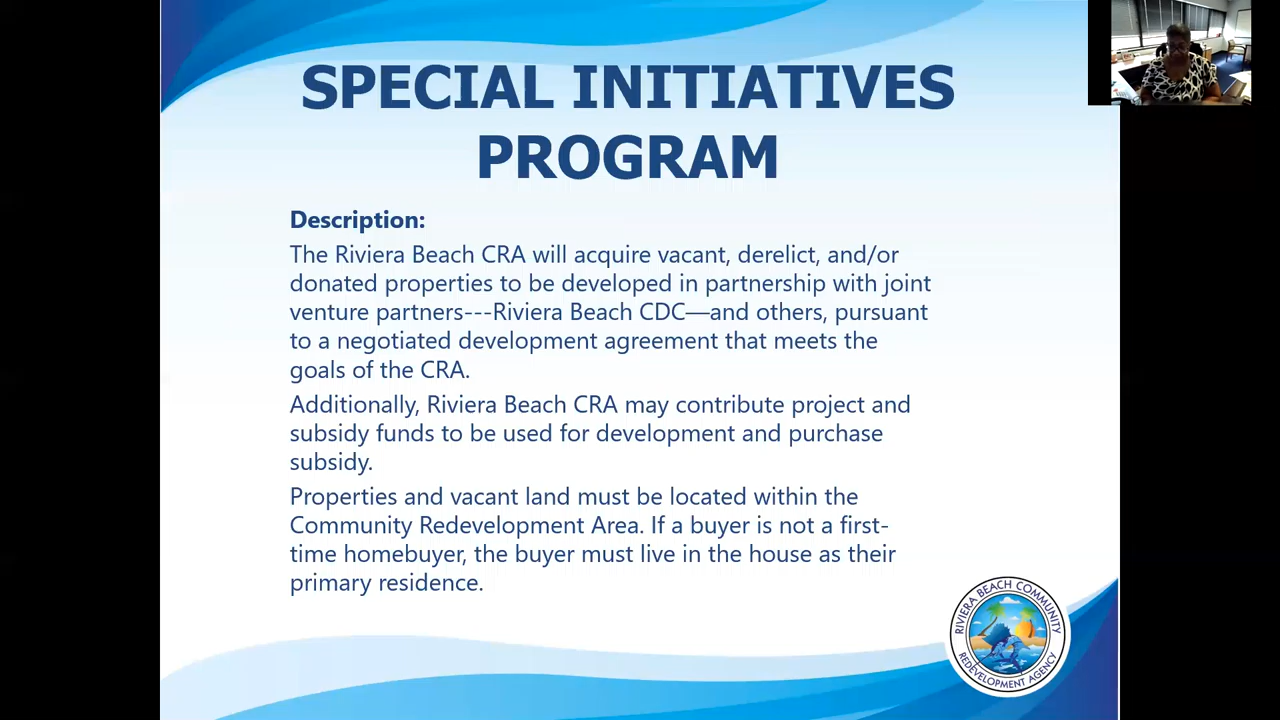 SPECIAL INITIATIVES
PROGRAM
Description:
The Riviera Beach CRA will acquire vacant, derelict, and/or
donated properties to be developed in partnership with joint
venture partners---Riviera Beach CDC—and others, pursuant
to a negotiated development agreement that meets the
goals of the CRA.
Additionally, Riviera Beach CRA may contribute project and
subsidy funds to be used for development and purchase
subsidy.
Properties and vacant land must be located within the
Community Redevelopment Area. If a buyer is not a first-
time homebuyer, the buyer must live in the house as their
primary residence.
RIVIERA BEACH COMMUNITY
REDEVELOPMENT AGENCY